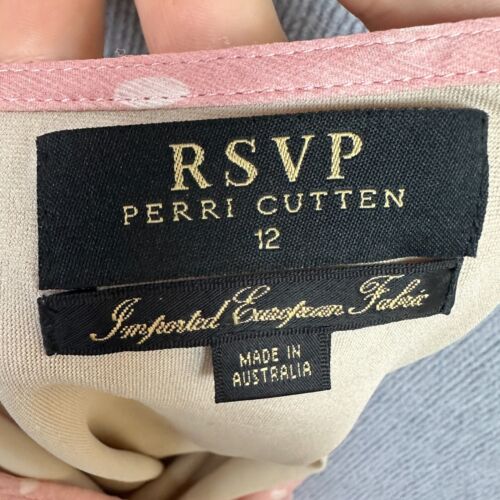 RSVP
PERRI CUTTEN
12
Imported European Fabric
MADE IN
AUSTRALIA